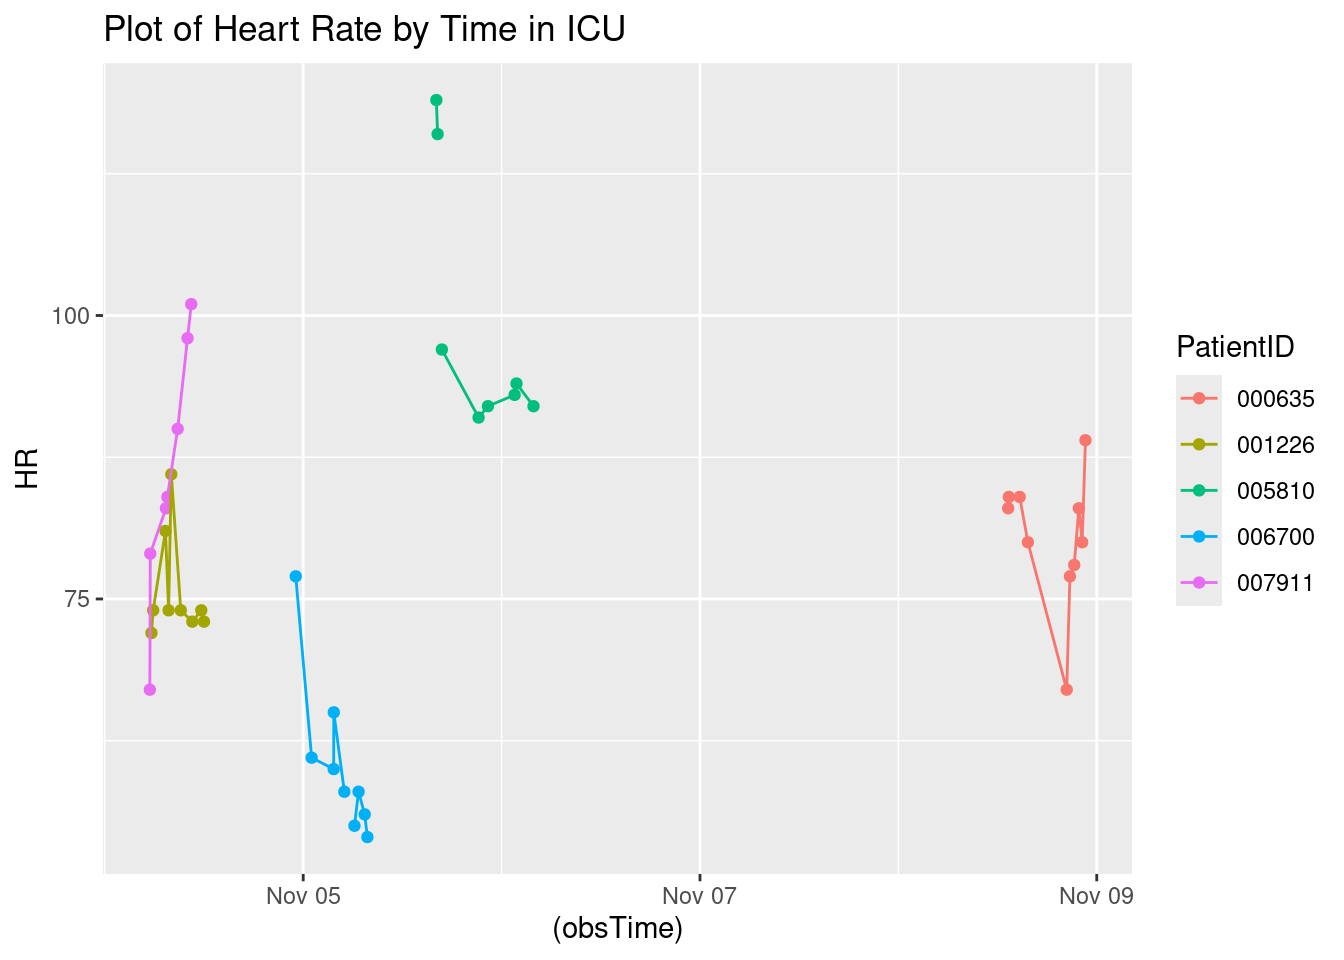 Plot of Heart Rate by Time in ICU
HR
100
75
Nov 05
Nov 07
Nov 09
(obsTime)
PatientID
000635
001226
005810
006700
007911